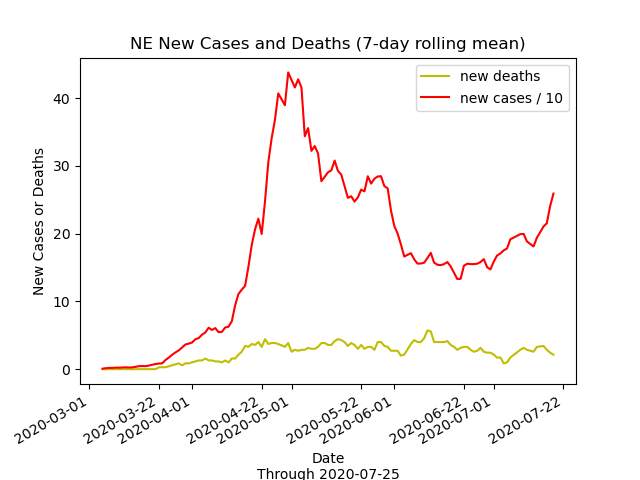 NE New Cases and Deaths (7-day rolling mean)
new deaths
new cases / 10
New Cases or Deaths
40
30
20
10
0
2020-03-01
2020-03-22
2020-04-01
2020-04-22
2020-05-01
2020-05-22
2020-06-01
2020-06-22
2020-07-01
2020-07-22
Date
Through 2020-07-25